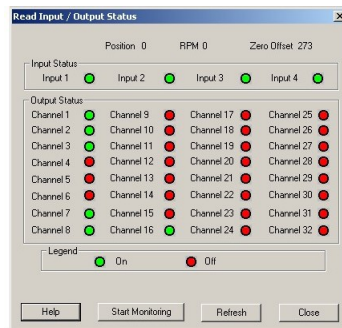 Read Input / Output Status
Position 0 RPM 0 Zero Offset 273
Input Status
Input 1 Input 2 Input 3 Input 4
Output Status
Channel 1 Channel 9 Channel 17 Channel 25
Channel 2 Channel 10 Channel 18 Channel 26
Channel 3 Channel 11 Channel 19 Channel 27
Channel 4 Channel 12 Channel 20 Channel 28
Channel 5 Channel 13 Channel 21 Channel 29
Channel 6 Channel 14 Channel 22 Channel 30
Channel 7 Channel 15 Channel 23 Channel 31
Channel 8 Channel 16 Channel 24 Channel 32
Legend
On Off
Help Start Monitoring Refresh Close